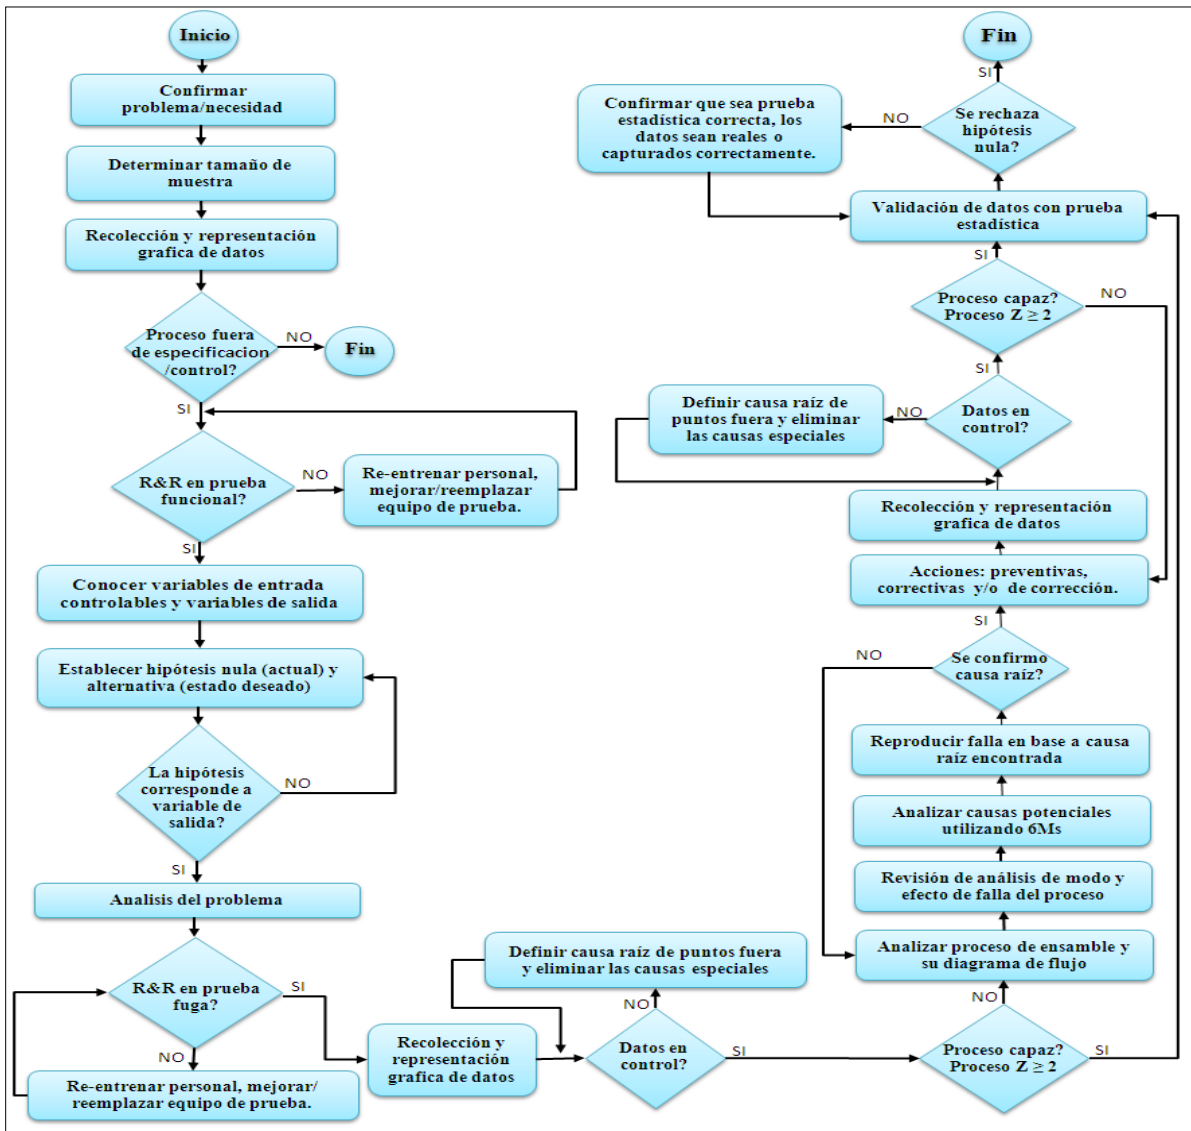 Inicio
Confirmar
problema/necesidad
Determinar tamaño de
muestra
Recolección y representación
grafica de datos
Proceso fuera
de especificacion
/control?
NO
Fin
SI
R&R en prueba
funcional?
NO
Re-entrenar personal,
mejorar/reemplazar
equipo de prueba.
SI
Conocer variables de entrada
controlables y variables de salida
Establecer hipótesis nula (actual) y
alternativa (estado deseado)
La hipótesis
corresponde a
variable de
salida?
NO
SI
Analisis del problema
R&R en prueba
fuga?
SI
NO
Re-entrenar personal, mejorar/
reemplazar equipo de prueba.
Recolección y
representación
grafica de datos
Definir causa raíz de puntos fuera
y eliminar las causas especiales
NO
Datos en
control?
SI
Proceso capaz?
Proceso Z ≥ 2
SI
NO
Analizar proceso de ensamble y
su diagrama de flujo
Revisión de análisis de modo y
efecto de falla del proceso
Analizar causas potenciales
utilizando 6Ms
Reproducir falla en base a causa
raíz encontrada
Se confirmo
causa raíz?
NO
SI
Acciones: preventivas,
correctivas y/o de corrección.
Recolección y representación
grafica de datos
Datos en
control?
NO
Definir causa raíz de
puntos fuera y eliminar
las causas especiales
SI
Proceso capaz?
Proceso Z ≥ 2
NO
SI
Validación de datos con prueba
estadística
Se rechaza
hipótesis
nula?
NO
Confirmar que sea prueba
estadística correcta, los
datos sean reales o
capturados correctamente.
SI
Fin